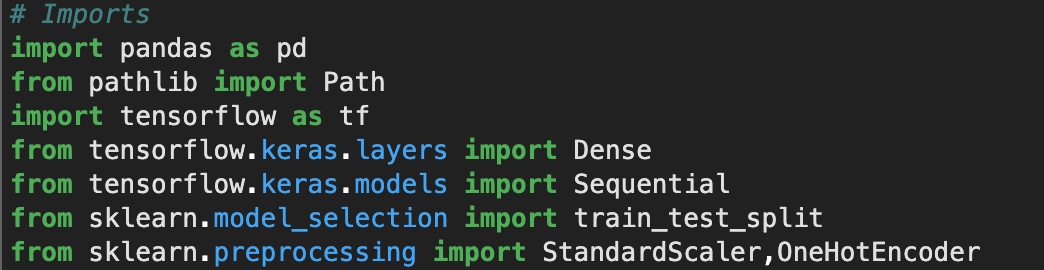 # Imports
import pandas as pd
from pathlib import Path
import tensorflow as tf
from tensorflow.keras.layers import Dense
from tensorflow.keras.models import Sequential
from sklearn.model_selection import train_test_split
from sklearn.preprocessing import StandardScaler,OneHotEncoder